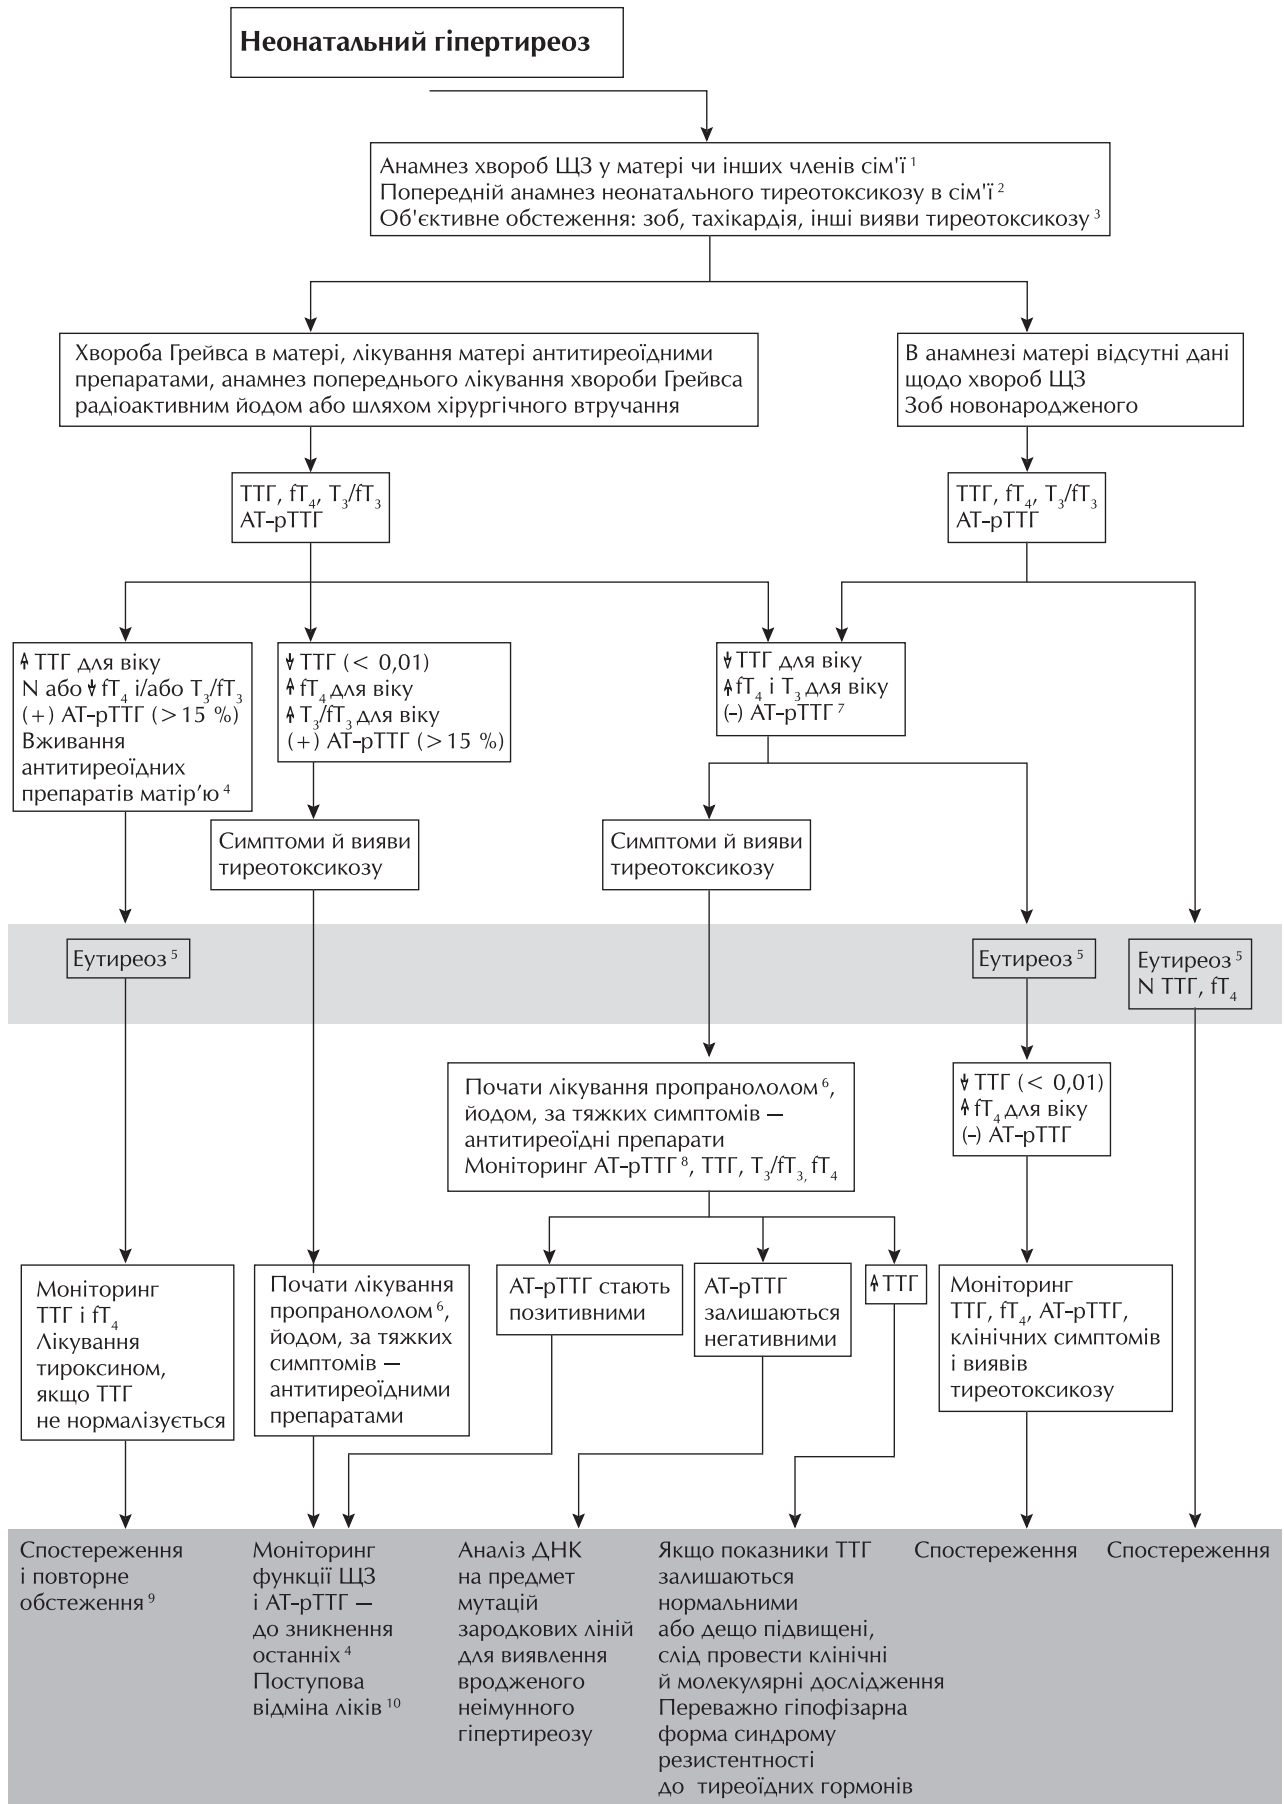 Неонатальний гіпертиреоз
Анамнез хвороб ЩЗ у матері чи інших членів сім'ї ¹
Попередній анамнез неонатального тиреотоксикозу в сім'ї ²
Об'єктивне обстеження: зоб, тахікардія, інші вияви тиреотоксикозу ³
Хвороба Грейвса в матері, лікування матері антитиреоїдними
препаратами, анамнез попереднього лікування хвороби Грейвса
радіоактивним йодом або шляхом хірургічного втручання
В анамнезі матері відсутні дані
щодо хвороб ЩЗ
Зоб новонародженого
ТТГ, fT₄, T₃/fT₃
АТ-рТТГ
ТТГ, fT₄, T₃/fT₃
АТ-рТТГ
↑ ТТГ для віку
N або ↓ fT₄ і/або T₃/fT₃
(+) АТ-рТТГ (>15 %)
Вживання
антитиреоїдних
препаратів матір’ю ⁴
↓ ТТГ (< 0,01)
↑ fT₄ для віку
↑ T₃/fT₃ для віку
(+) АТ-рТТГ (>15 %)
↓ ТТГ для віку
↑ fT₄ і T₃ для віку
(–) АТ-рТТГ ⁷
Симптоми й вияви
тиреотоксикозу
Симптоми й вияви
тиреотоксикозу
Еутиреоз ⁵
Еутиреоз ⁵
Еутиреоз ⁵
N ТТГ, fT₄
Почати лікування пропранололом ⁶,
йодом, за тяжких симптомів —
антитиреоїдні препарати
Моніторинг АТ-рТТГ ⁸, ТТГ, T₃/fT₃, fT₄
↓ ТТГ (< 0,01)
↑ fT₄ для віку
(–) АТ-рТТГ
Моніторинг
ТТГ і fT₄
Лікування
тироксином,
якщо ТТГ
не нормалізується
Почати лікування
пропранололом ⁶,
йодом, за тяжких
симптомів —
антитиреоїдними
препаратами
АТ-рТТГ стають
позитивними
АТ-рТТГ
залишаються
негативними
↑ ТТГ
Моніторинг
ТТГ, fT₄, АТ-рТТГ,
клінічних симптомів
і виявів
тиреотоксикозу
Спостереження
і повторне
обстеження ⁹
Моніторинг
функції ЩЗ
і АТ-рТТГ —
до зникнення
останніх ⁴
Поступова
відміна ліків ¹⁰
Аналіз ДНК
на предмет
мутацій
зародкових ліній
для виявлення
вродженого
неімунного
гіпертиреозу
Якщо показники ТТГ
залишаються
нормальними
або дещо підвищені,
слід провести клінічні
й молекулярні дослідження
Переважно гіпофізарна
форма синдрому
резистентності
до тиреоїдних гормонів
Спостереження
Спостереження